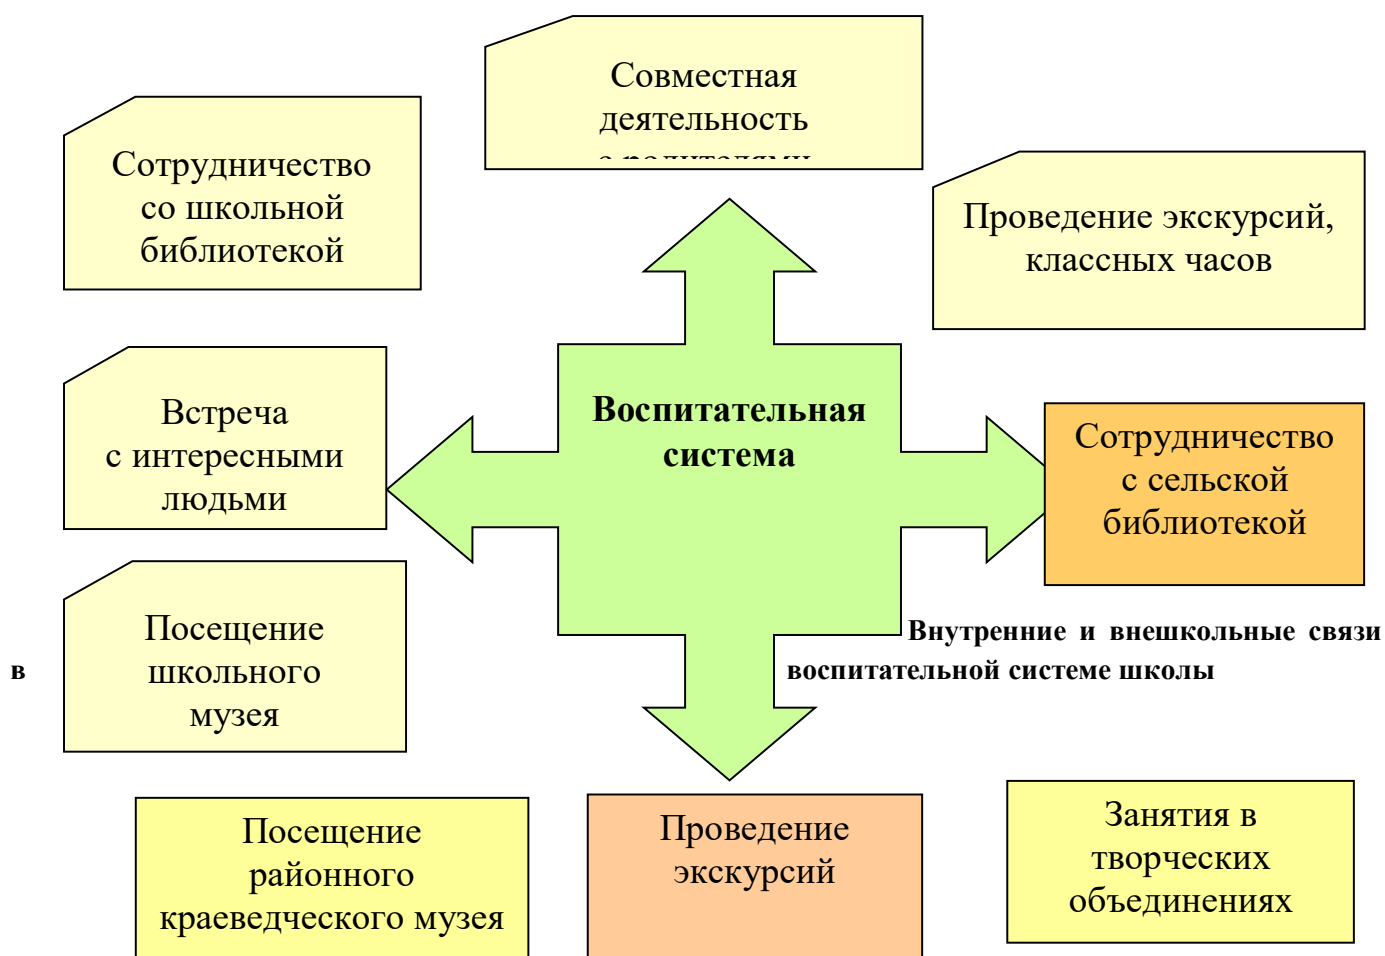 Совместная
деятельность
с родителями
Сотрудничество
со школьной
библиотекой
Проведение экскурсий,
классных часов
Встреча
с интересными
людьми
Воспитательная
система
Сотрудничество
с сельской
библиотекой
Посещение
школьного
музея
Внутренние и внешкольные связи
в воспитательной системе школы
Посещение
районного
краеведческого музея
Проведение
экскурсий
Занятия в
творческих
объединениях